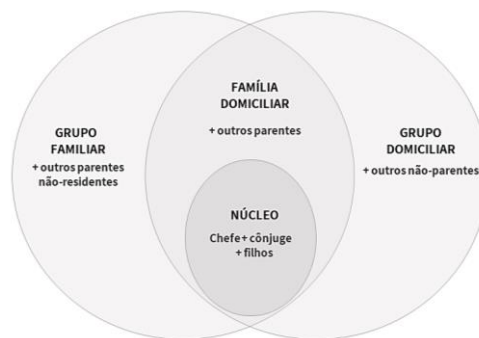 FAMÍLIA
DOMICILIAR
+ outros parentes
GRUPO
FAMILIAR
+ outros parentes
não-residentes
GRUPO
DOMICILIAR
+ outros não-parentes
NÚCLEO
Chefe + cônjuge
+ filhos